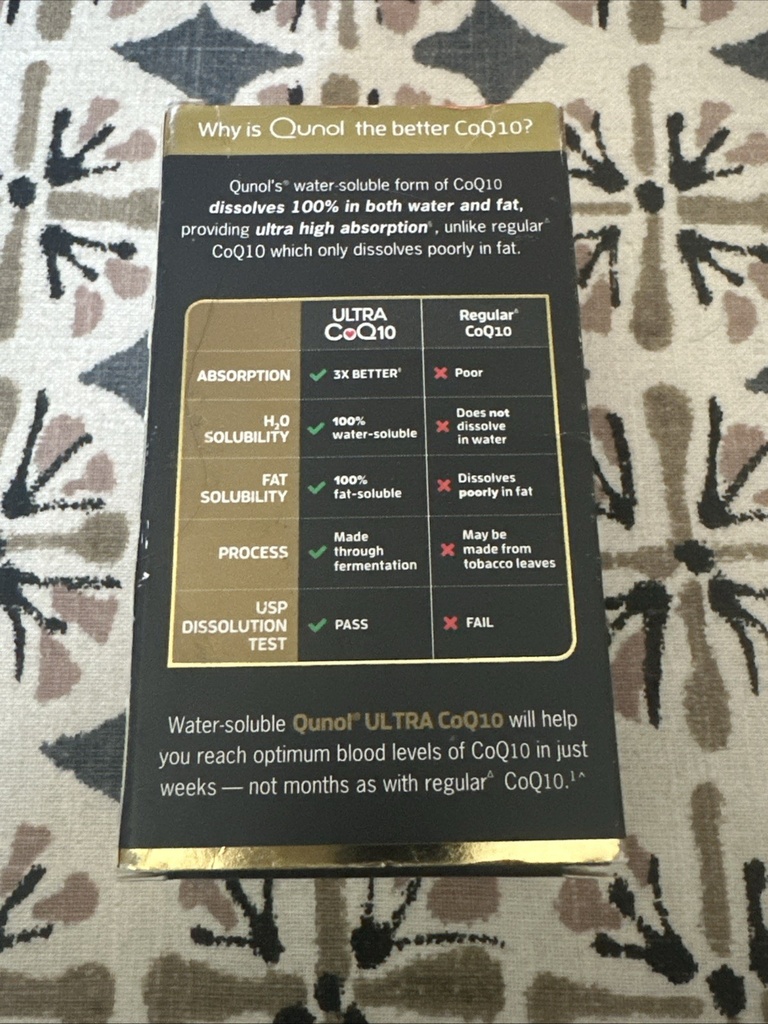 Why is Qunol the better CoQ10?
Qunol's® water-soluble form of CoQ10
dissolves 100% in both water and fat,
providing ultra high absorption⁺, unlike regular∆
CoQ10 which only dissolves poorly in fat.
ULTRA CoQ10
Regular∆ CoQ10
ABSORPTION
3X BETTER⁺
Poor
H₂O SOLUBILITY
100% water-soluble
Does not dissolve in water
FAT SOLUBILITY
100% fat-soluble
Dissolves poorly in fat
PROCESS
Made through fermentation
May be made from tobacco leaves
USP DISSOLUTION TEST
PASS
FAIL
Water-soluble Qunol® ULTRA CoQ10 will help
you reach optimum blood levels of CoQ10 in just
weeks — not months as with regular∆ CoQ10.¹^